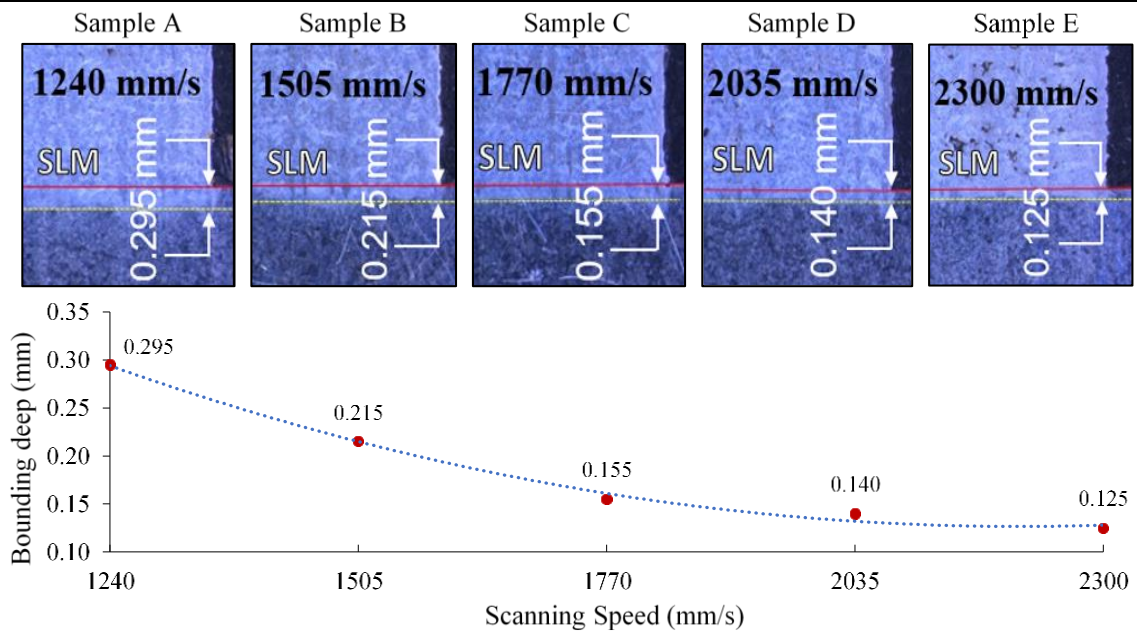 Sample A
Sample B
Sample C
Sample D
Sample E
1240 mm/s
1505 mm/s
1770 mm/s
2035 mm/s
2300 mm/s
SLM
SLM
SLM
SLM
SLM
0.295 mm
0.215 mm
0.155 mm
0.140 mm
0.125 mm
Bounding deep (mm)
0.35
0.30
0.25
0.20
0.15
0.10
0.295
0.215
0.155
0.140
0.125
1240
1505
1770
2035
2300
Scanning Speed (mm/s)